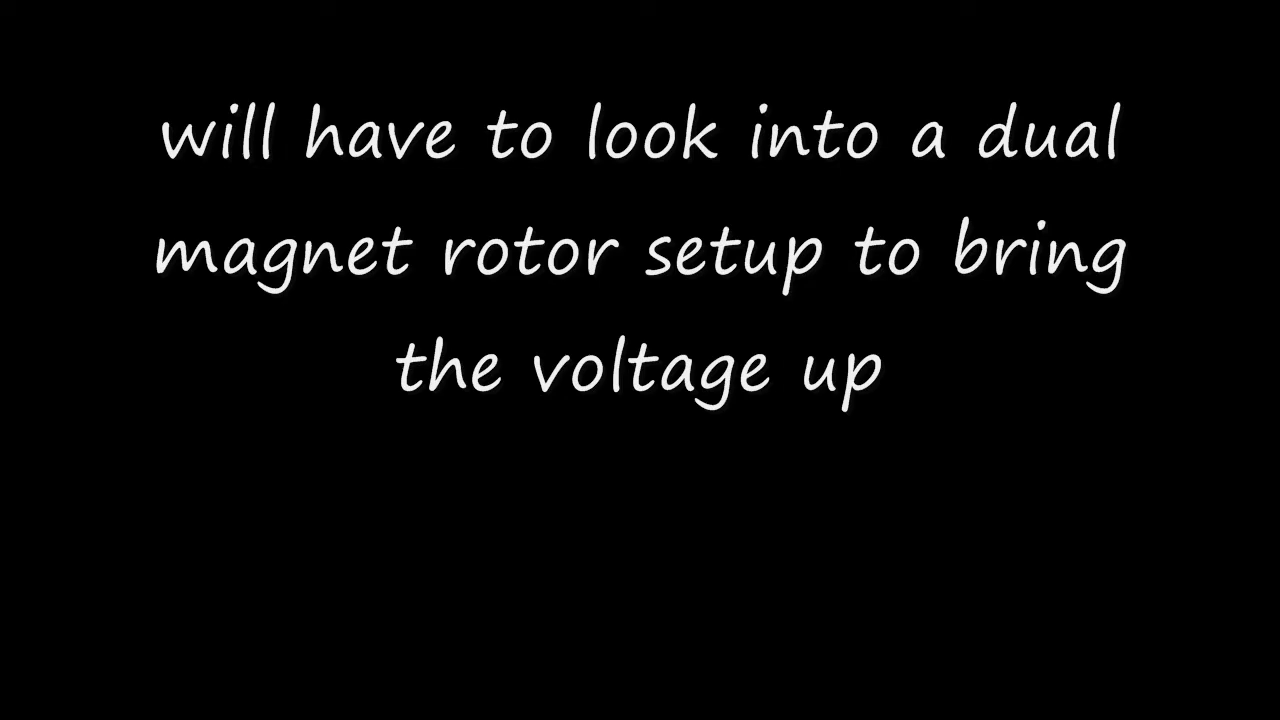 will have to look into a dual
magnet rotor setup to bring
the voltage up